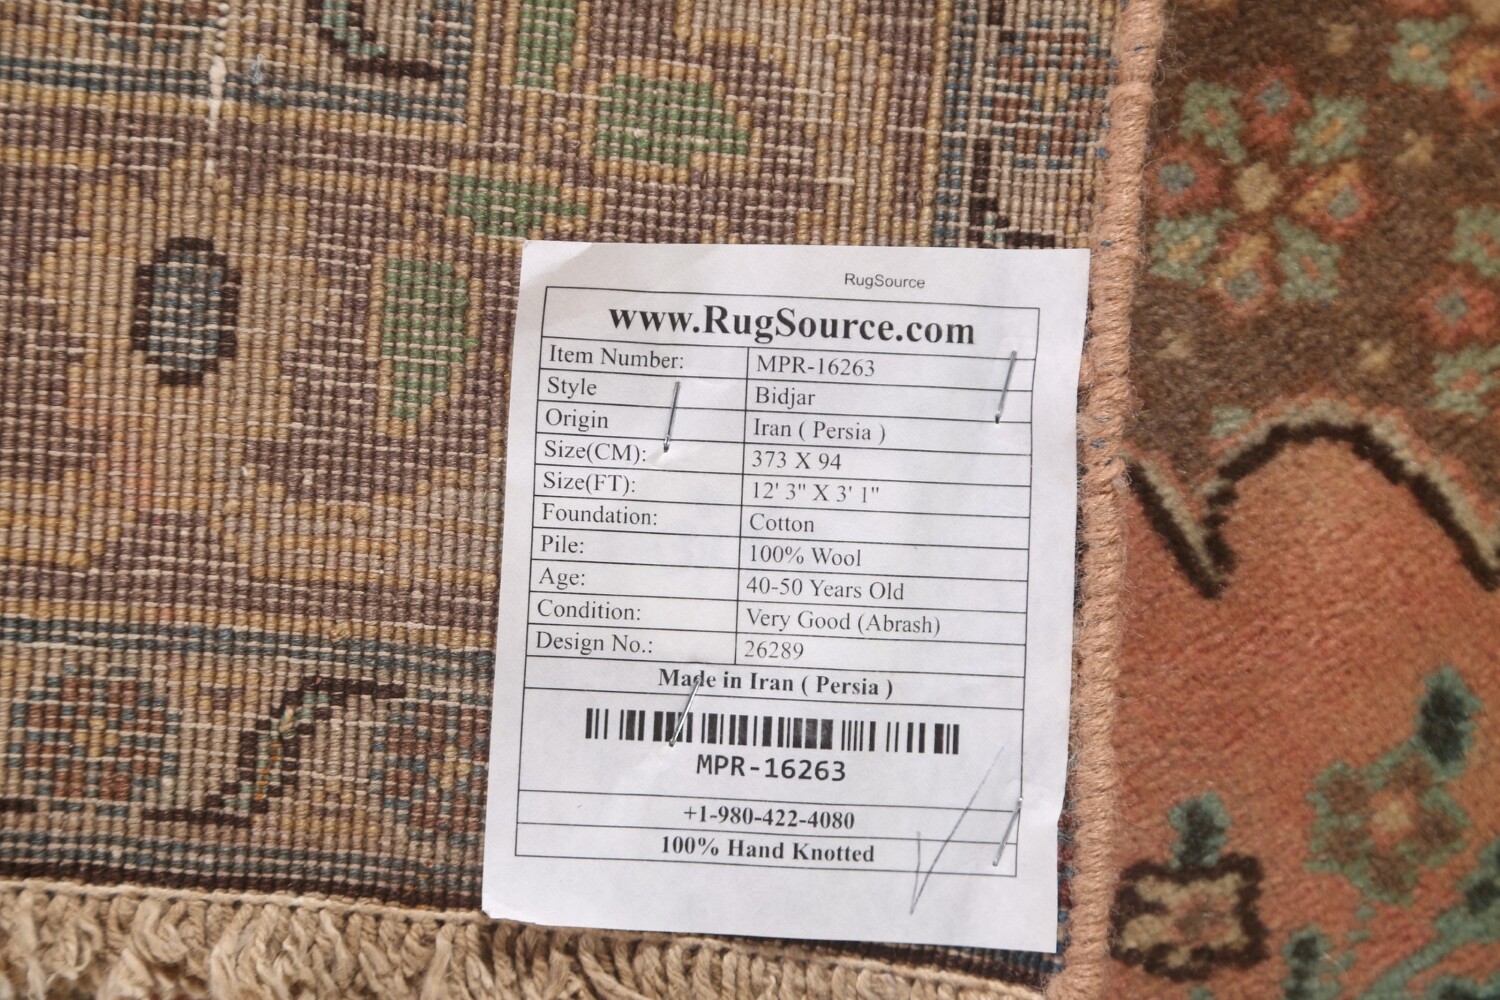 RugSource
www.RugSource.com
Item Number: MPR-16263
Style Bidjar
Origin Iran ( Persia )
Size(CM): 373 X 94
Size(FT): 12' 3" X 3' 1"
Foundation: Cotton
Pile: 100% Wool
Age: 40-50 Years Old
Condition: Very Good (Abrash)
Design No.: 26289
Made in Iran ( Persia )
MPR-16263
+1-980-422-4080
100% Hand Knotted